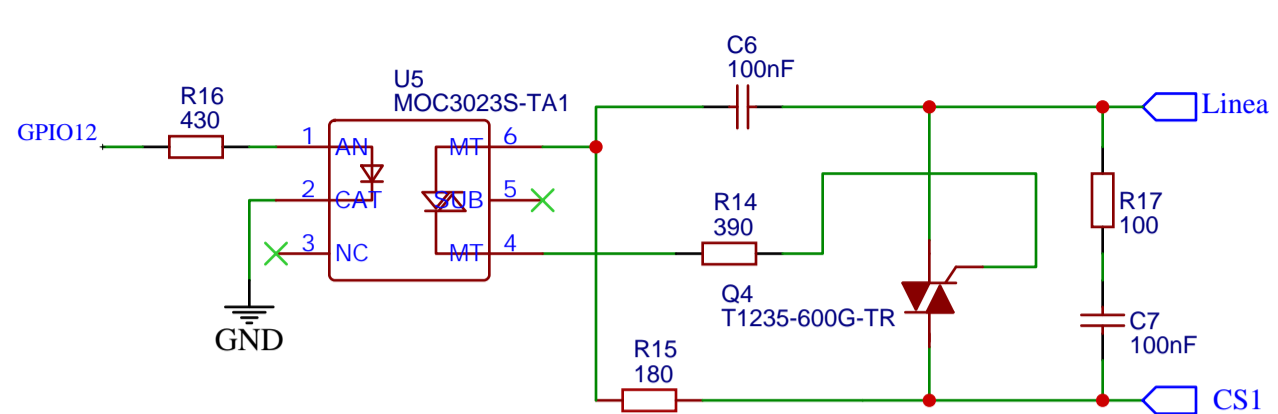 C6
100nF
U5
MOC3023S-TA1
R16
430
GPIO12
Linea
1
AN
MT
6
2
CAT
SUB
5
3
NC
MT
4
R14
390
R17
100
Q4
T1235-600G-TR
GND
C7
100nF
R15
180
CS1